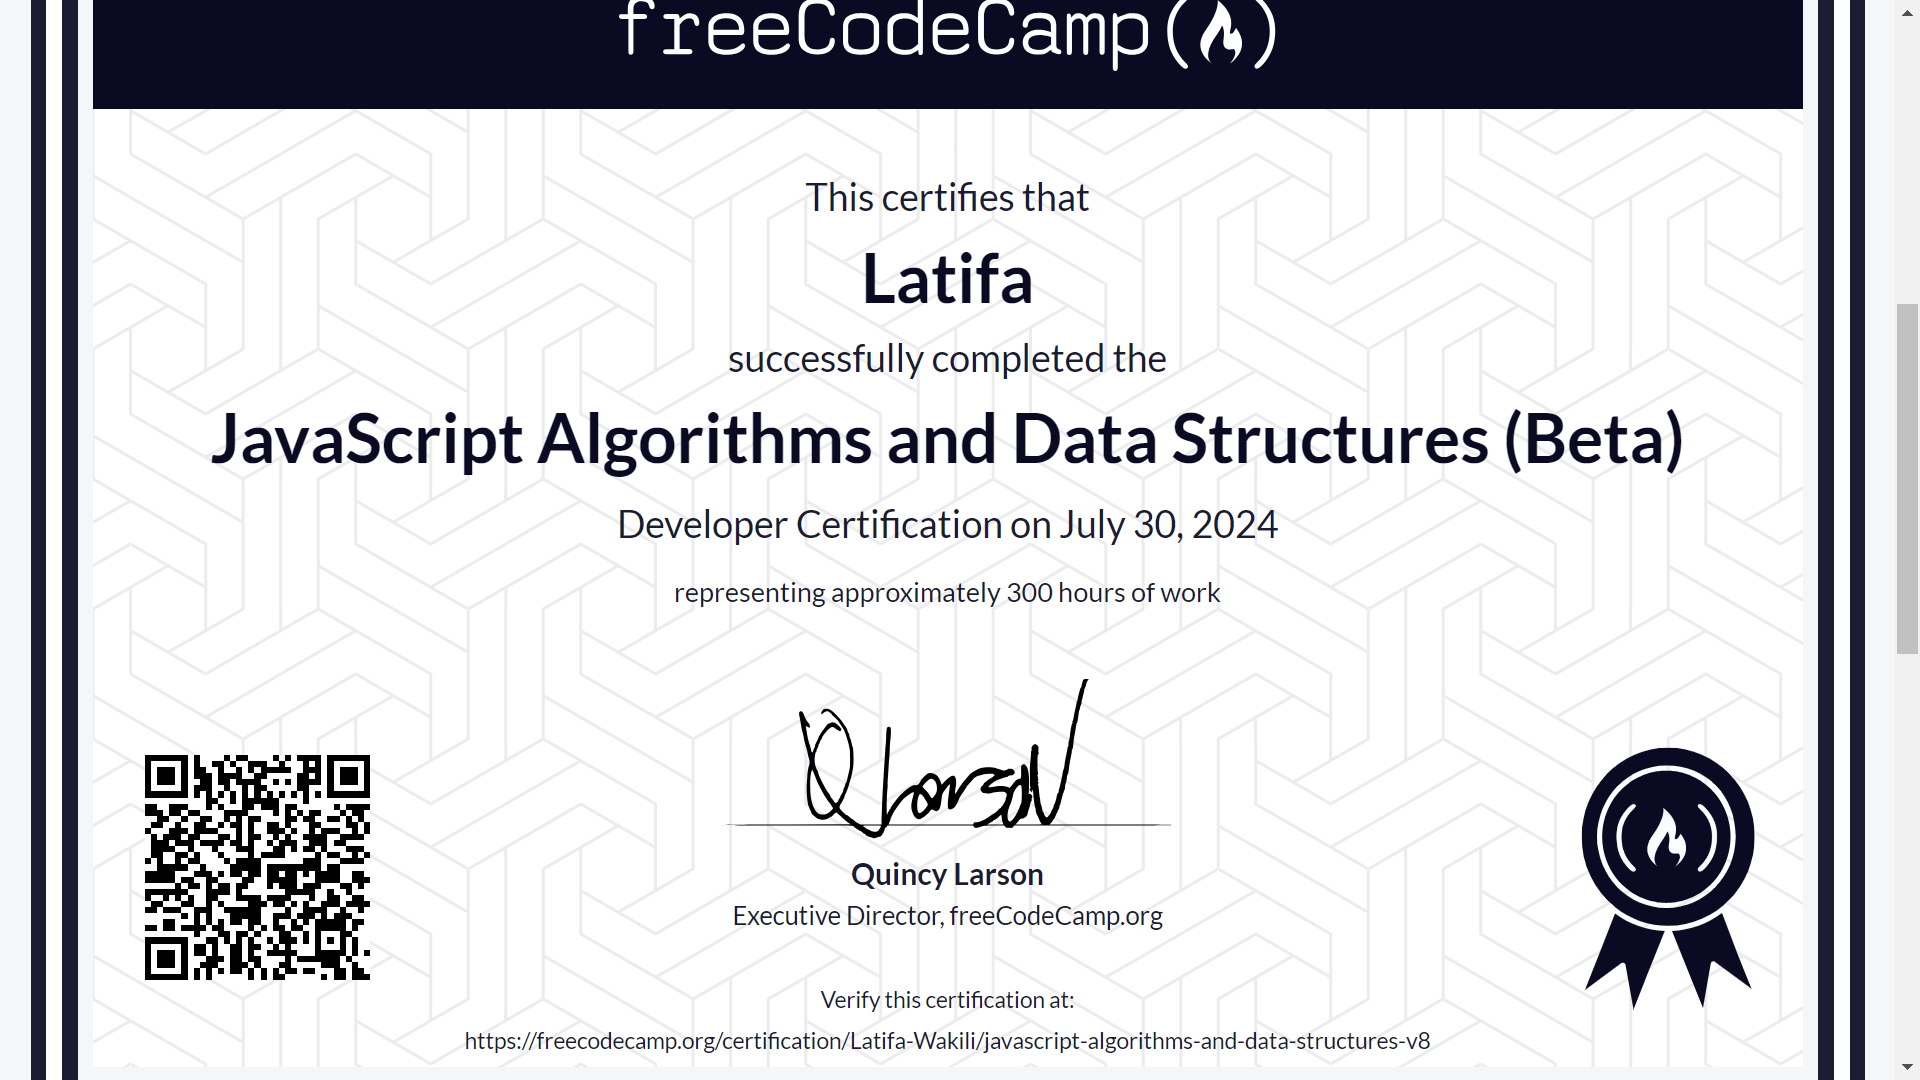 freeCodeCamp
This certifies that
Latifa
successfully completed the
JavaScript Algorithms and Data Structures (Beta)
Developer Certification on July 30, 2024
representing approximately 300 hours of work
Q Larson
Quincy Larson
Executive Director, freeCodeCamp.org
Verify this certification at:
https://freecodecamp.org/certification/Latifa-Wakili/javascript-algorithms-and-data-structures-v8